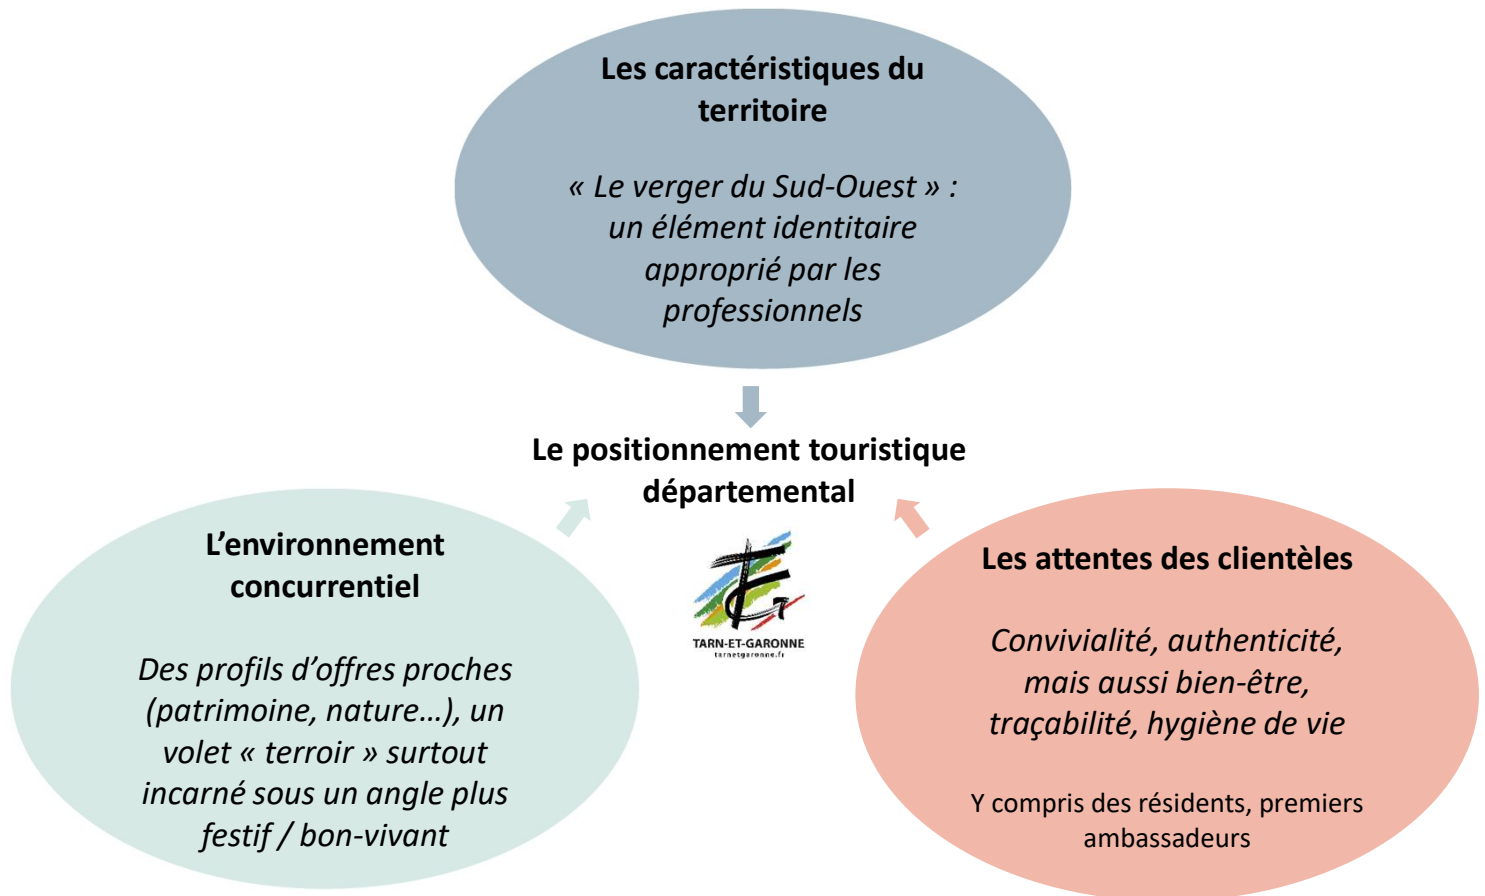 Les caractéristiques du
territoire
« Le verger du Sud-Ouest » :
un élément identitaire
approprié par les
professionnels
Le positionnement touristique
départemental
TARN-ET-GARONNE
tarnetgaronne.fr
L’environnement
concurrentiel
Des profils d’offres proches
(patrimoine, nature…), un
volet « terroir » surtout
incarné sous un angle plus
festif / bon-vivant
Les attentes des clientèles
Convivialité, authenticité,
mais aussi bien-être,
traçabilité, hygiène de vie
Y compris des résidents, premiers
ambassadeurs